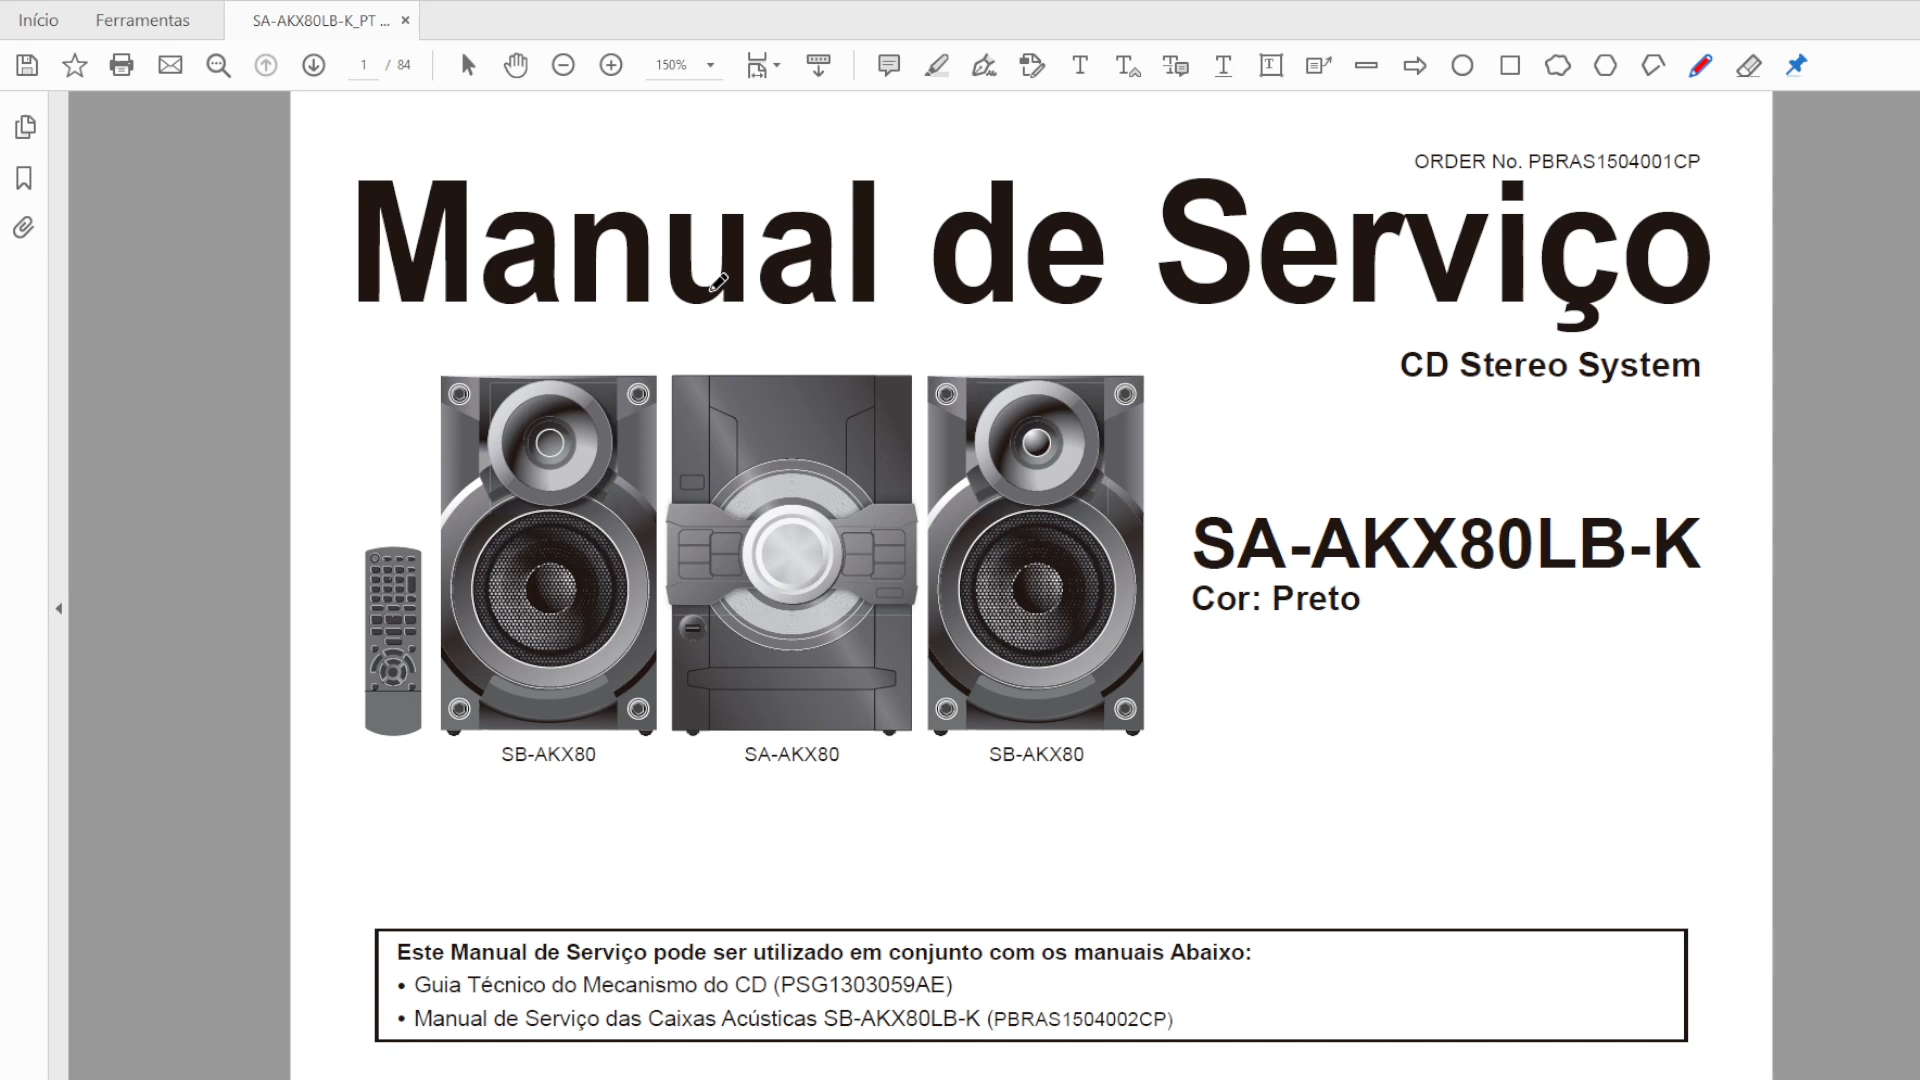 Início Ferramentas SA-AKX80LB-K_PT ... ×
1 / 84 150%
ORDER No. PBRAS1504001CP
Manual de Serviço
CD Stereo System
SA-AKX80LB-K
Cor: Preto
SB-AKX80 SA-AKX80 SB-AKX80
Este Manual de Serviço pode ser utilizado em conjunto com os manuais Abaixo:
• Guia Técnico do Mecanismo do CD (PSG1303059AE)
• Manual de Serviço das Caixas Acústicas SB-AKX80LB-K (PBRAS1504002CP)